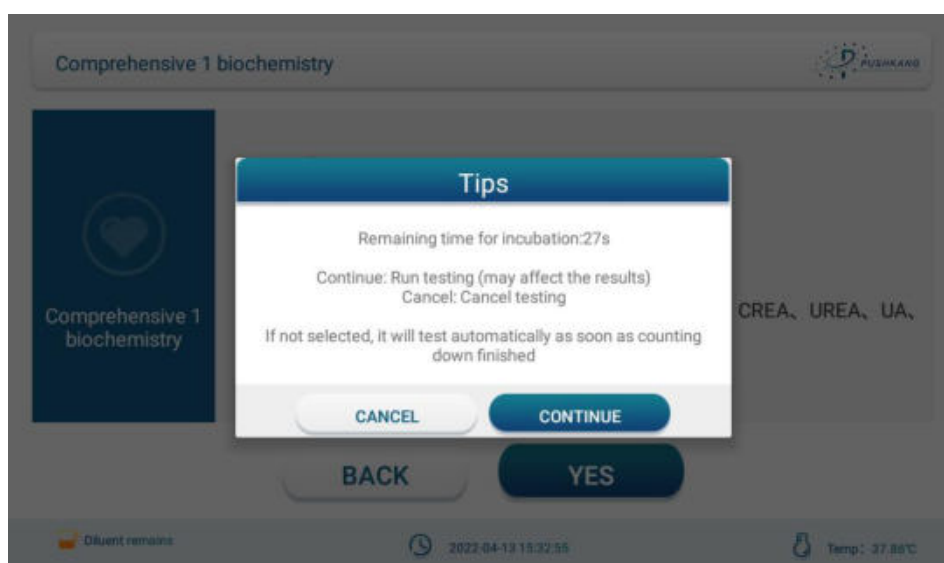 Comprehensive 1 biochemistry
PUSHKANG
Tips
Remaining time for incubation:27s
Continue: Run testing (may affect the results)
Cancel: Cancel testing
If not selected, it will test automatically as soon as counting
down finished
Comprehensive 1
biochemistry
CREA、UREA、UA、
CANCEL
CONTINUE
BACK
YES
Diluent remains
2022-04-13 15:32:55
Temp: 37.86℃